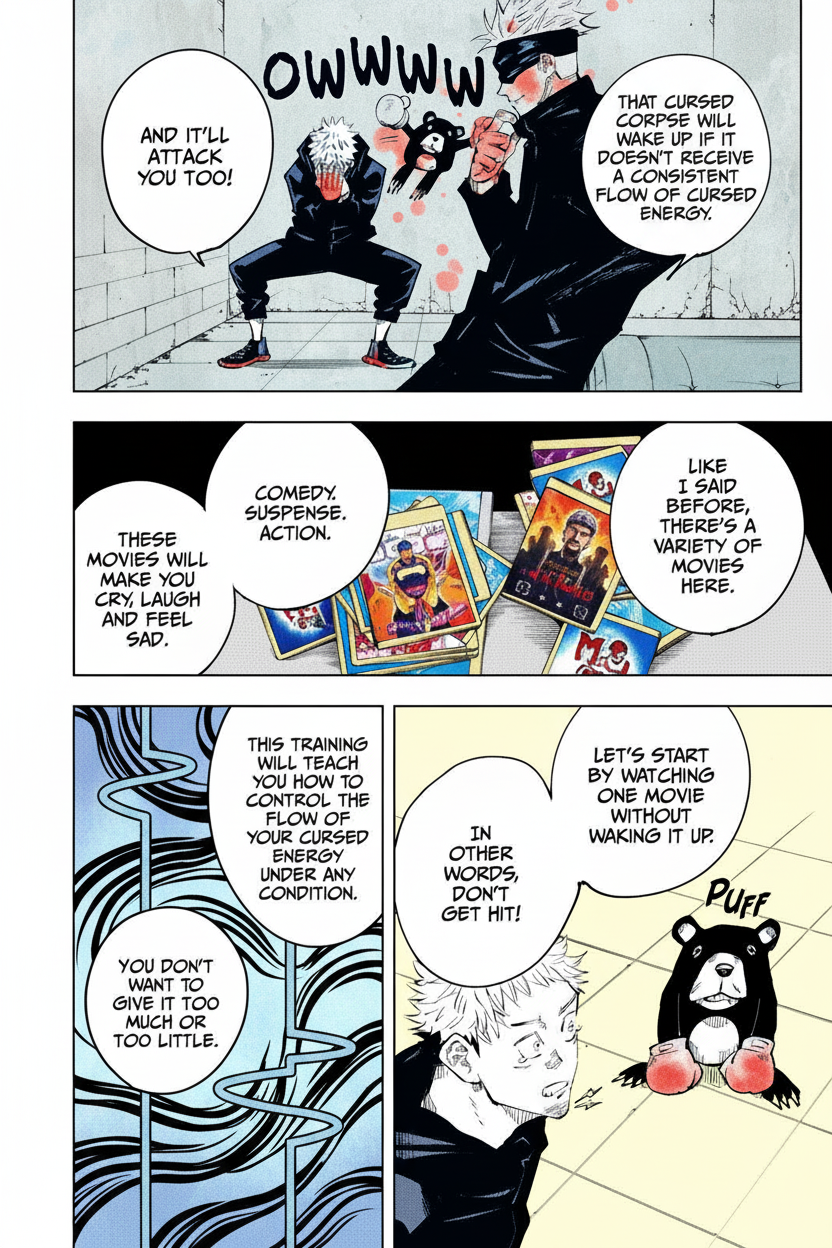 THAT CURSED
CORPSE WILL
WAKE UP IF IT
DOESN'T RECEIVE
A CONSISTENT
FLOW OF CURSED
ENERGY.
OWWWW
AND IT'LL
ATTACK
YOU TOO!
LIKE
I SAID
BEFORE,
THERE'S A
VARIETY OF
MOVIES
HERE.
COMEDY.
SUSPENSE.
ACTION.
THESE
MOVIES WILL
MAKE YOU
CRY, LAUGH
AND FEEL
SAD.
LET'S START
BY WATCHING
ONE MOVIE
WITHOUT
WAKING IT UP.
PUFF
IN
OTHER
WORDS,
DON'T
GET HIT!
THIS TRAINING
WILL TEACH
YOU HOW TO
CONTROL THE
FLOW OF
YOUR CURSED
ENERGY
UNDER ANY
CONDITION.
YOU DON'T
WANT TO
GIVE IT TOO
MUCH OR
TOO LITTLE.